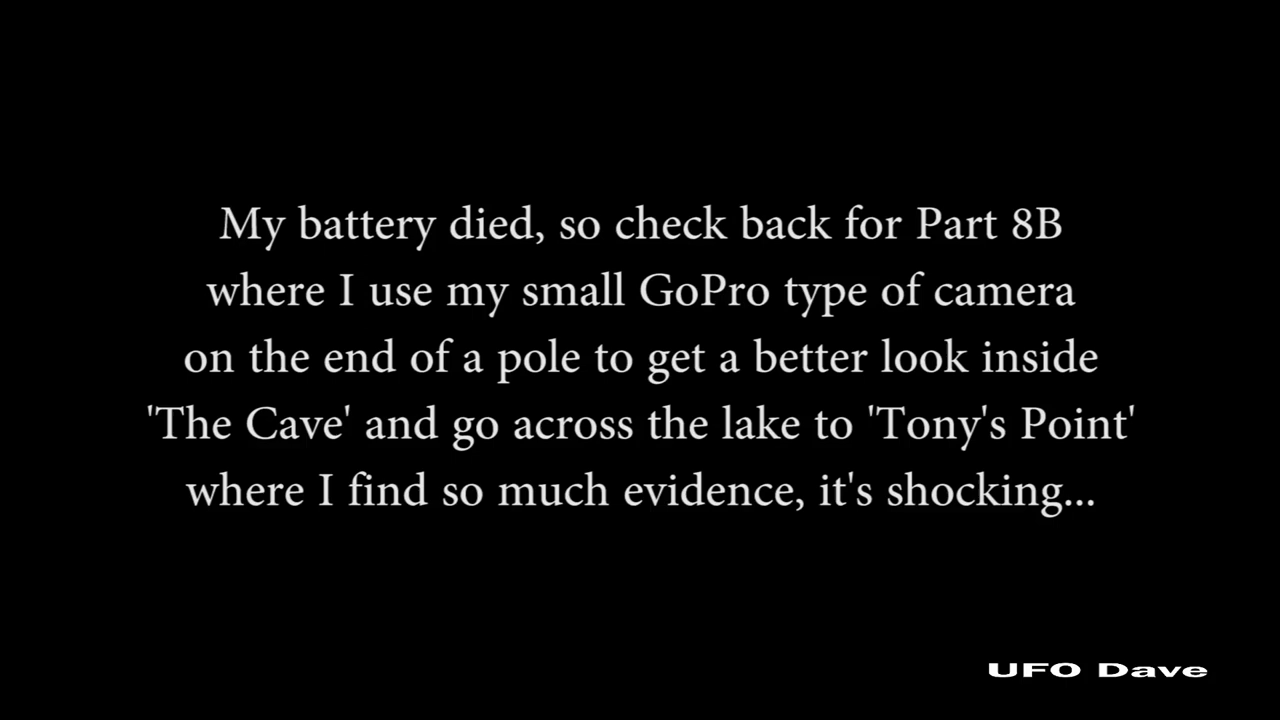 My battery died, so check back for Part 8B
where I use my small GoPro type of camera
on the end of a pole to get a better look inside
'The Cave' and go across the lake to 'Tony's Point'
where I find so much evidence, it's shocking...
UFO Dave